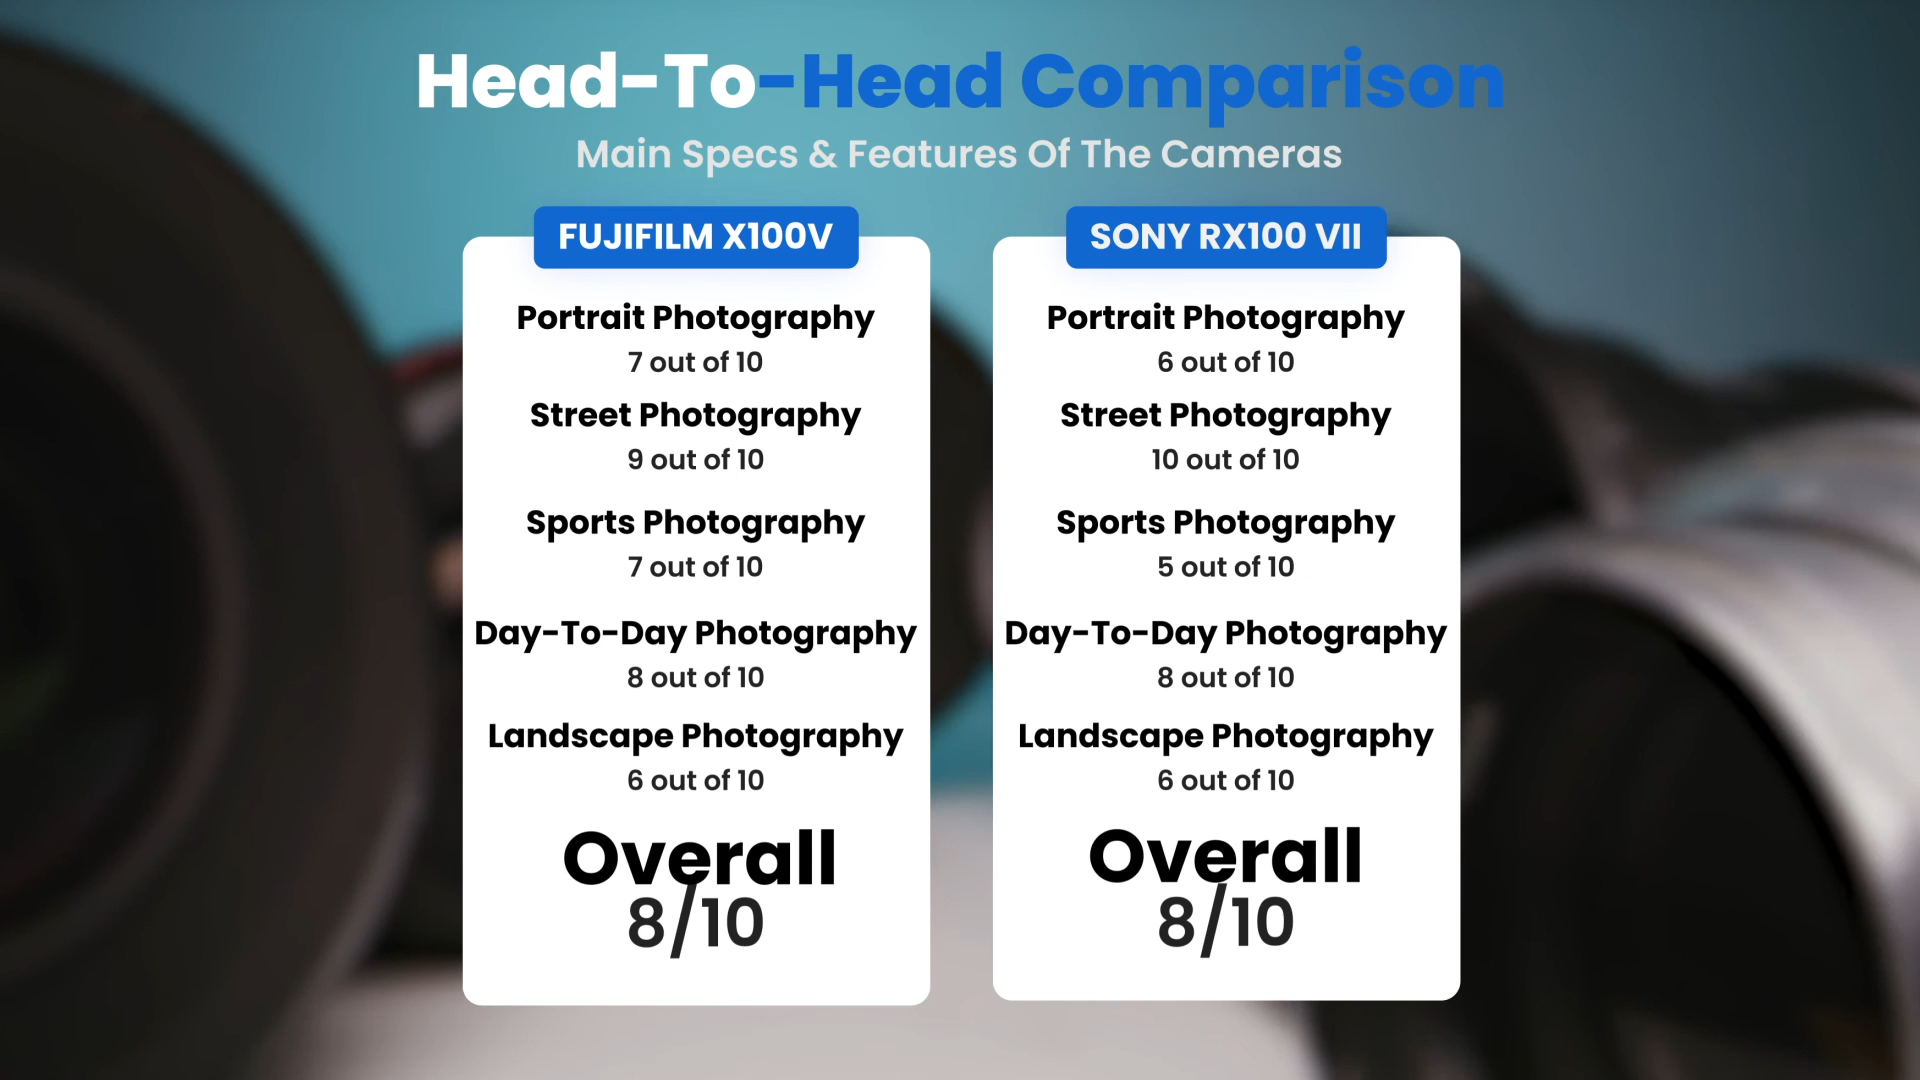 Head-To-Head Comparison
Main Specs & Features Of The Cameras
FUJIFILM X100V
Portrait Photography
7 out of 10
Street Photography
9 out of 10
Sports Photography
7 out of 10
Day-To-Day Photography
8 out of 10
Landscape Photography
6 out of 10
Overall
8/10
SONY RX100 VII
Portrait Photography
6 out of 10
Street Photography
10 out of 10
Sports Photography
5 out of 10
Day-To-Day Photography
8 out of 10
Landscape Photography
6 out of 10
Overall
8/10